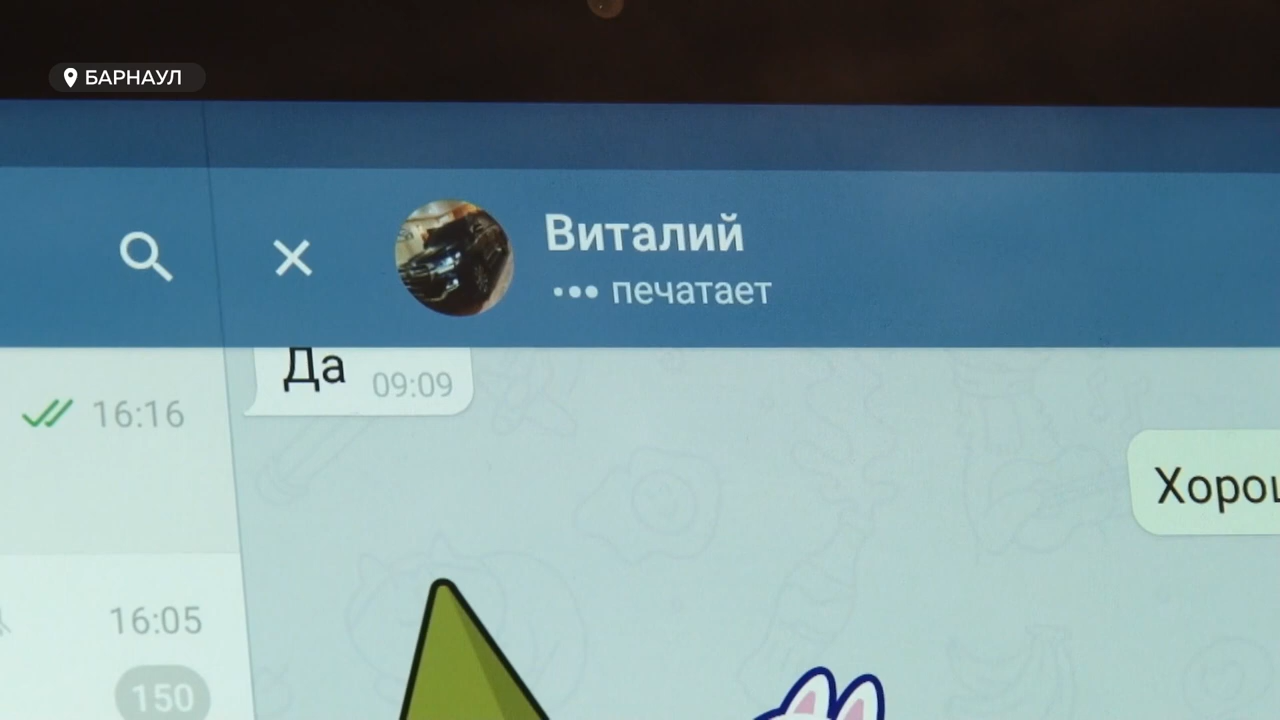 БАРНАУЛ
Виталий
••• печатает
Да 09:09
16:16
Хорош
16:05
150